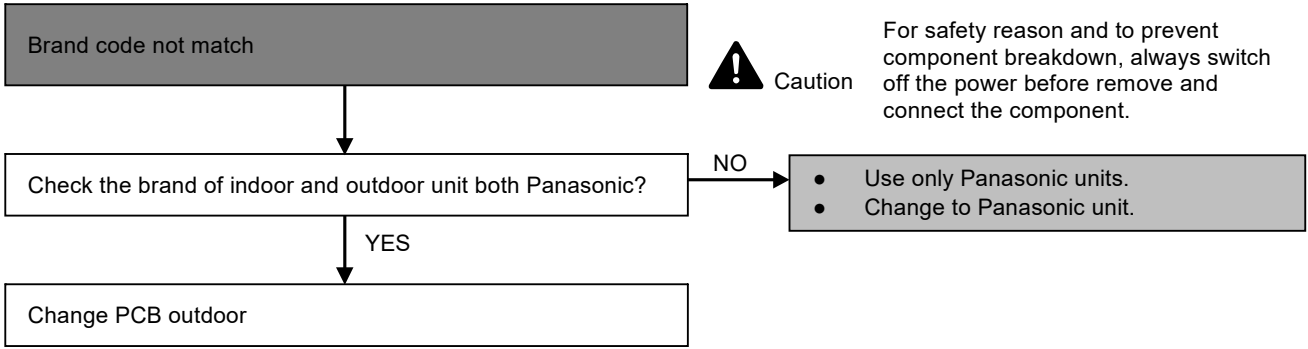 Brand code not match
Caution
For safety reason and to prevent
component breakdown, always switch
off the power before remove and
connect the component.
Check the brand of indoor and outdoor unit both Panasonic?
NO
● Use only Panasonic units.
● Change to Panasonic unit.
YES
Change PCB outdoor